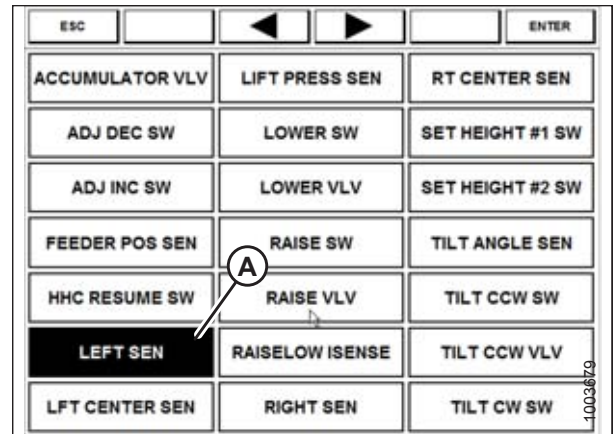 ESC
ENTER
ACCUMULATOR VLV
LIFT PRESS SEN
RT CENTER SEN
ADJ DEC SW
LOWER SW
SET HEIGHT #1 SW
ADJ INC SW
LOWER VLV
SET HEIGHT #2 SW
FEEDER POS SEN
RAISE SW
TILT ANGLE SEN
A
HHC RESUME SW
RAISE VLV
TILT CCW SW
LEFT SEN
RAISELOW ISENSE
TILT CCW VLV
LFT CENTER SEN
RIGHT SEN
TILT CW SW
1003679